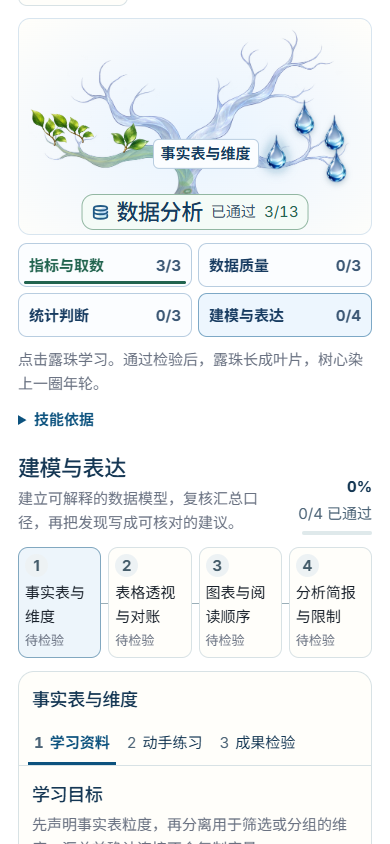 事实表与维度
数据分析 已通过 3/13
指标与取数 3/3
数据质量 0/3
统计判断 0/3
建模与表达 0/4
点击露珠学习。通过检验后，露珠长成叶片，树心染
上一圈年轮。
技能依据
建模与表达
建立可解释的数据模型，复核汇总口
径，再把发现写成可核对的建议。
0%
0/4 已通过
1
事实表与
维度
待检验
2
表格透视
与对账
待检验
3
图表与阅
读顺序
待检验
4
分析简报
与限制
待检验
事实表与维度
1 学习资料 2 动手练习 3 成果检验
学习目标
先声明事实表粒度，再分离用于筛选或分组的维